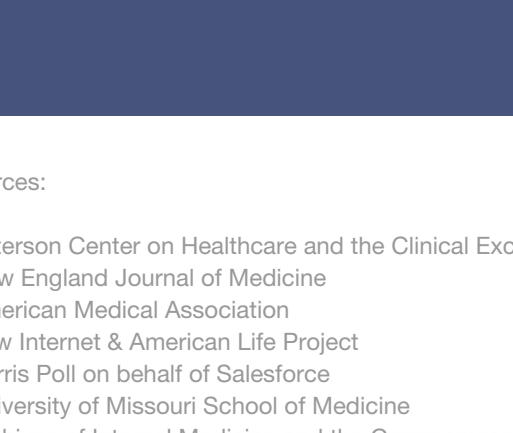 rces:
erson Center on Healthcare and the Clinical Exc
w England Journal of Medicine
erican Medical Association
w Internet & American Life Project
rris Poll on behalf of Salesforce
iversity of Missouri School of Medicine